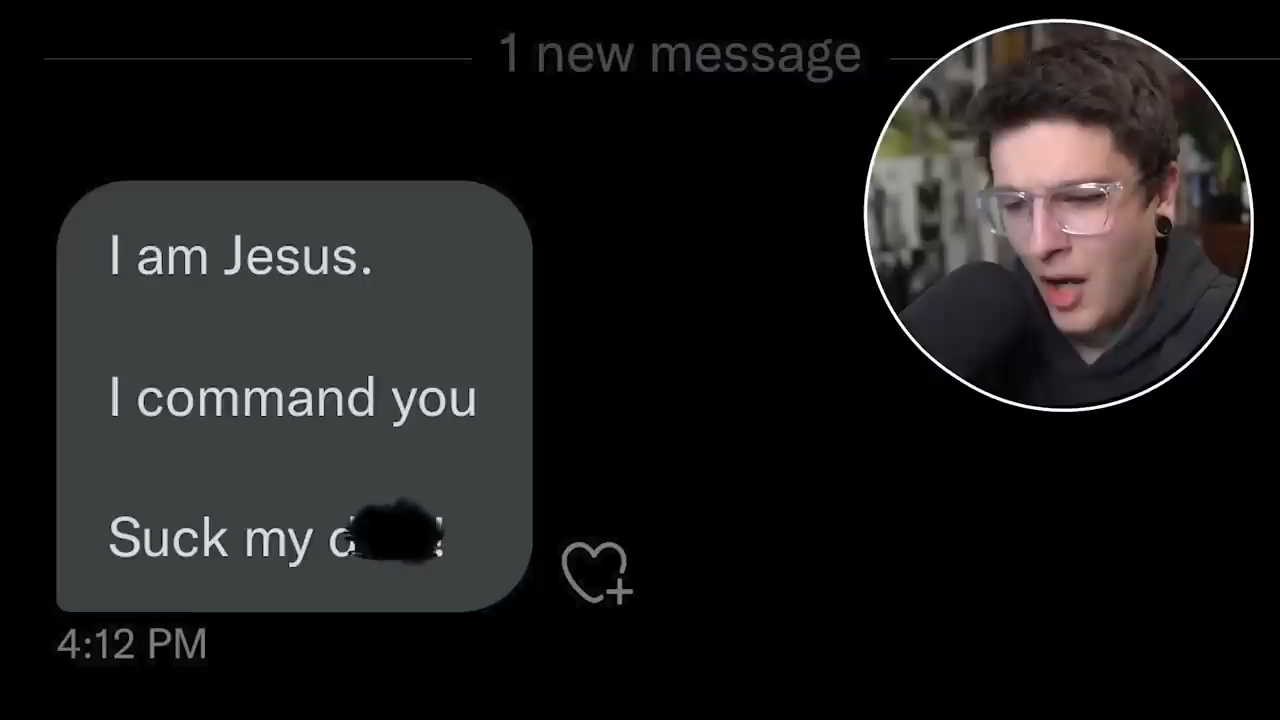 1 new message
I am Jesus.
I command you
Suck my d !
4:12 PM